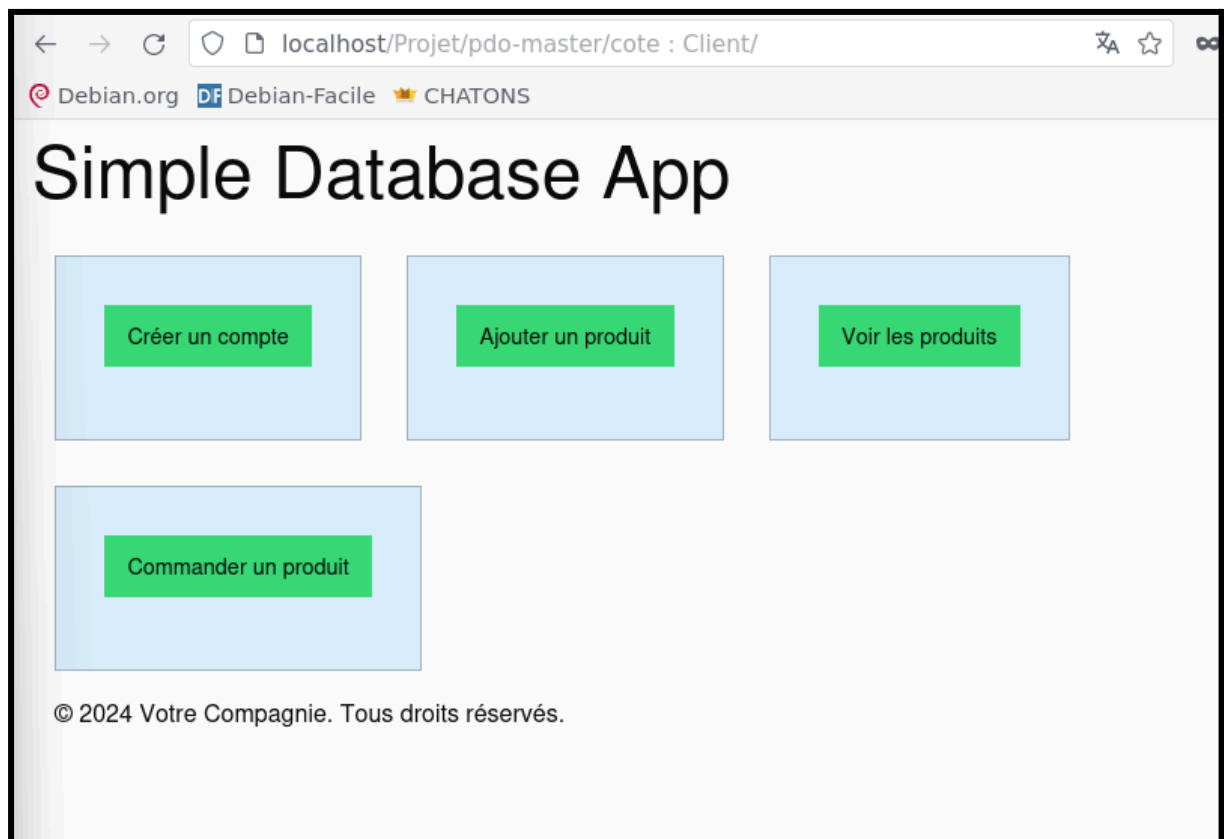 localhost/Projet/pdo-master/cote : Client/
Debian.org DF Debian-Facile CHATONS
Simple Database App
Créer un compte
Ajouter un produit
Voir les produits
Commander un produit
© 2024 Votre Compagnie. Tous droits réservés.